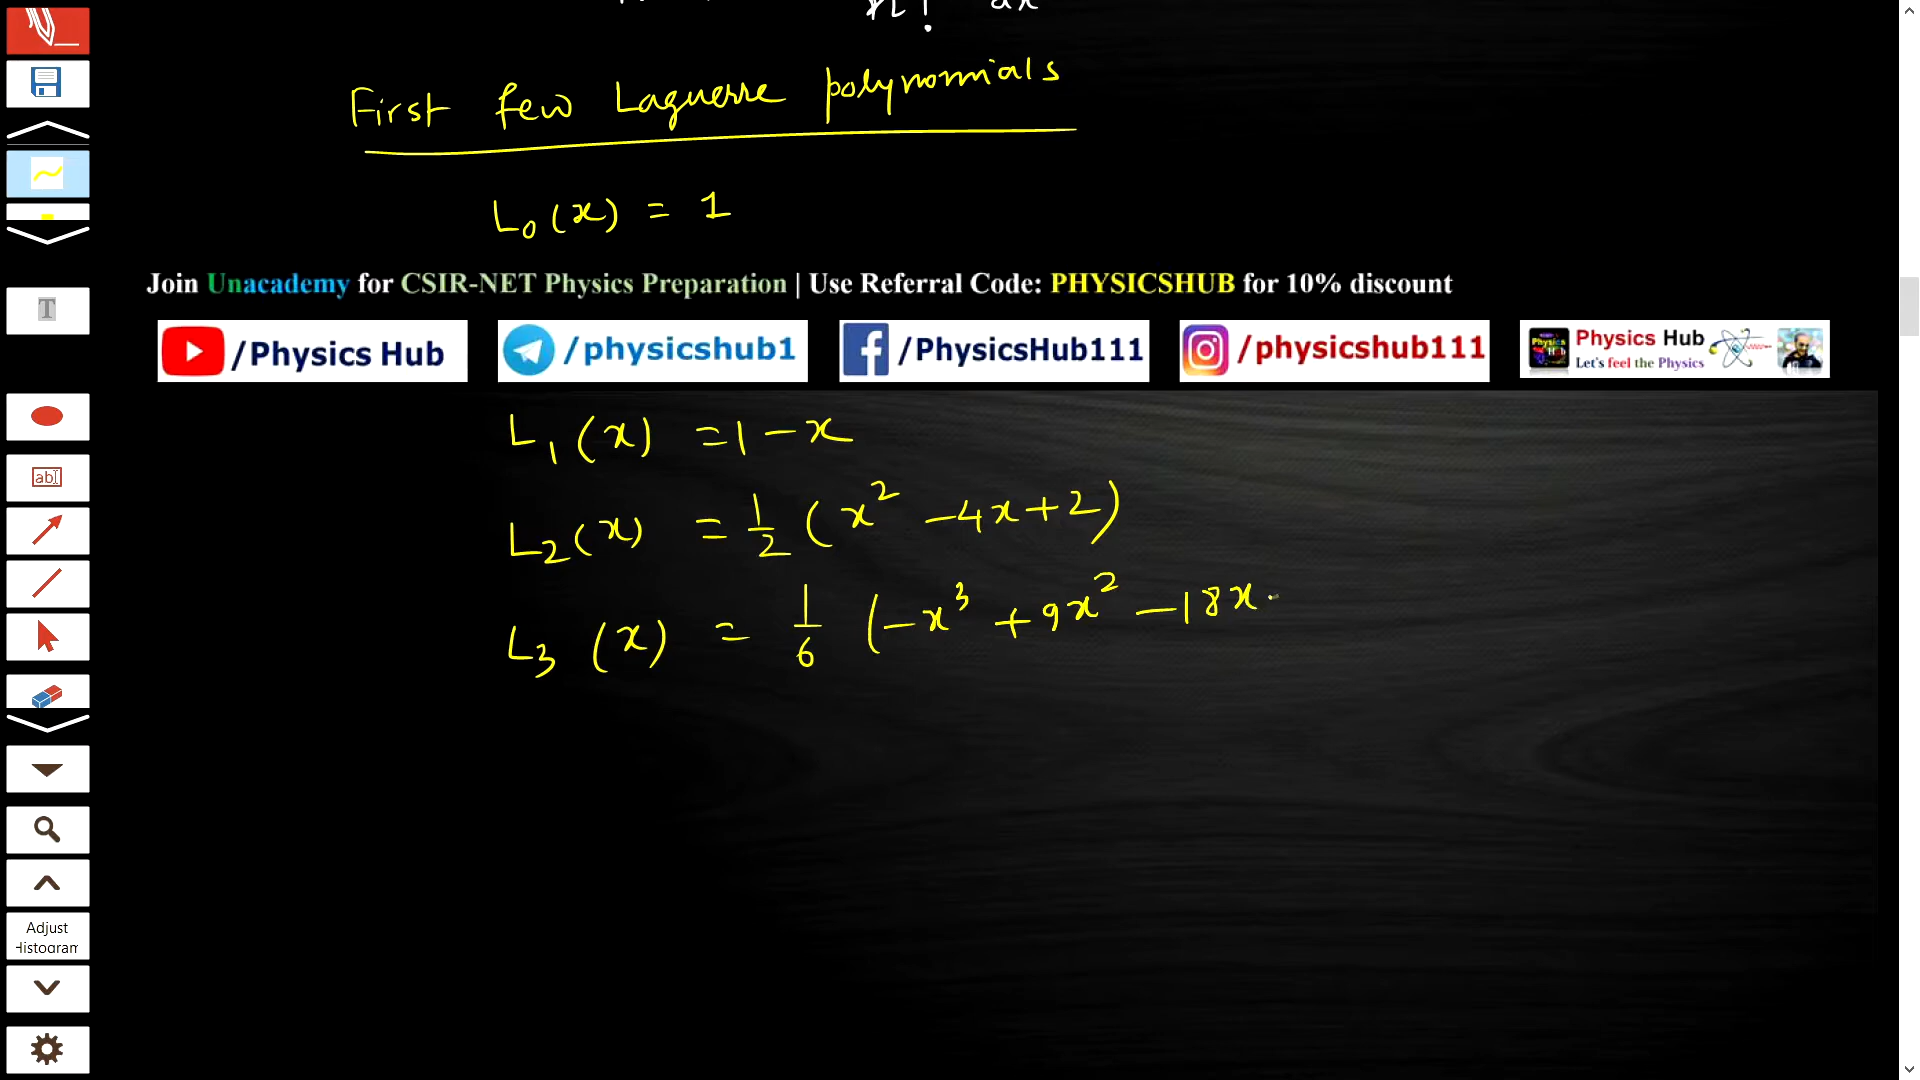 First few Laguerre polynomials
L₀(x) = 1
Join Unacademy for CSIR-NET Physics Preparation | Use Referral Code: PHYSICSHUB for 10% discount
/Physics Hub /physicshub1 /PhysicsHub111 /physicshub111 Physics Hub
Let's feel the Physics
L₁(x) = 1 - x
L₂(x) = 1/2 (x² - 4x + 2)
L₃(x) = 1/6 (-x³ + 9x² - 18x
T
ab
Adjust
Histogram